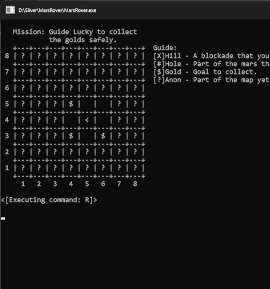 D:\Silver\MarsRover\MarsRover.exe
Mission: Guide Lucky to collect
the golds safely.
Guide:
+---+---+---+---+---+---+---+---+
8 | ? | ? | ? | ? | ? | ? | ? | ? |
[X]Hill - A blockade that you
+---+---+---+---+---+---+---+---+
[#]Hole - Part of the mars th
7 | ? | ? | ? | ? | ? | ? | ? | ? |
[$]Gold - Goal to collect.
+---+---+---+---+---+---+---+---+
[?]Anon - Part of the map yet
6 | ? | ? | ? | ? | ? | ? | ? | ? |
+---+---+---+---+---+---+---+---+
5 | ? | ? | ? | $ |   |   | ? | ? |
+---+---+---+---+---+---+---+---+
4 | ? | ? | ? |   | < |   | ? | ? |
+---+---+---+---+---+---+---+---+
3 | ? | ? | ? | $ |   | $ | ? | ? |
+---+---+---+---+---+---+---+---+
2 | ? | ? | ? | ? | ? | ? | ? | ? |
+---+---+---+---+---+---+---+---+
1 | ? | ? | ? | ? | ? | ? | ? | ? |
+---+---+---+---+---+---+---+---+
1 2 3 4 5 6 7 8
<[Executing command: R]>